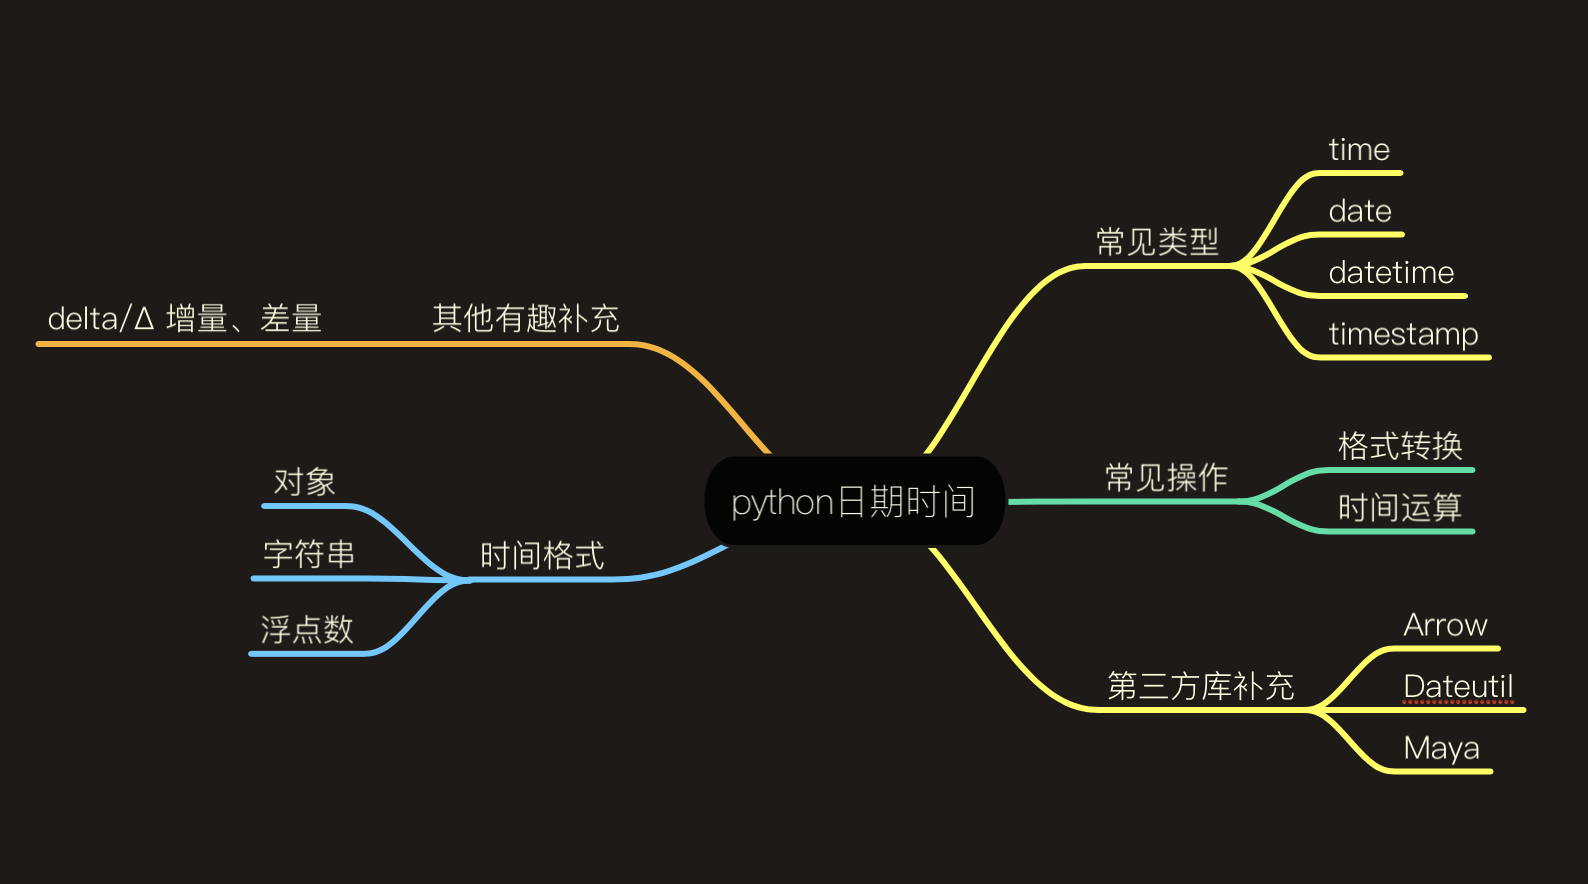 python日期时间
常见类型
time
date
datetime
timestamp
常见操作
格式转换
时间运算
第三方库补充
Arrow
Dateutil
Maya
其他有趣补充
delta/Δ 增量、差量
时间格式
对象
字符串
浮点数